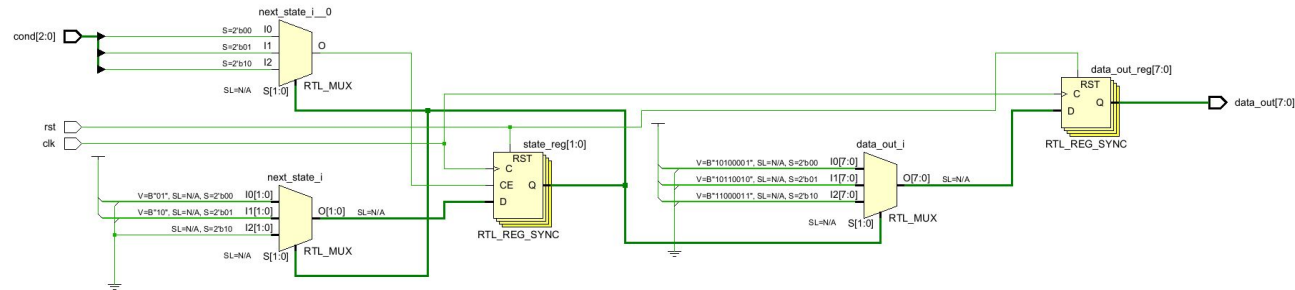 next_state_i__0
cond[2:0]
S=2'b00 I0
S=2'b01 I1 O
S=2'b10 I2
SL=N/A S[1:0] RTL_MUX
rst
clk
next_state_i
V=B"01", SL=N/A, S=2'b00 I0[1:0]
V=B"10", SL=N/A, S=2'b01 I1[1:0] O[1:0] SL=N/A
SL=N/A, S=2'b10 I2[1:0]
SL=N/A S[1:0] RTL_MUX
state_reg[1:0]
RST
C
CE Q
D
RTL_REG_SYNC
data_out_i
V=B"10100001", SL=N/A, S=2'b00 I0[7:0]
V=B"10110010", SL=N/A, S=2'b01 I1[7:0] O[7:0] SL=N/A
V=B"11000011", SL=N/A, S=2'b10 I2[7:0]
SL=N/A S[1:0] RTL_MUX
data_out_reg[7:0]
RST
C
D Q
RTL_REG_SYNC
data_out[7:0]